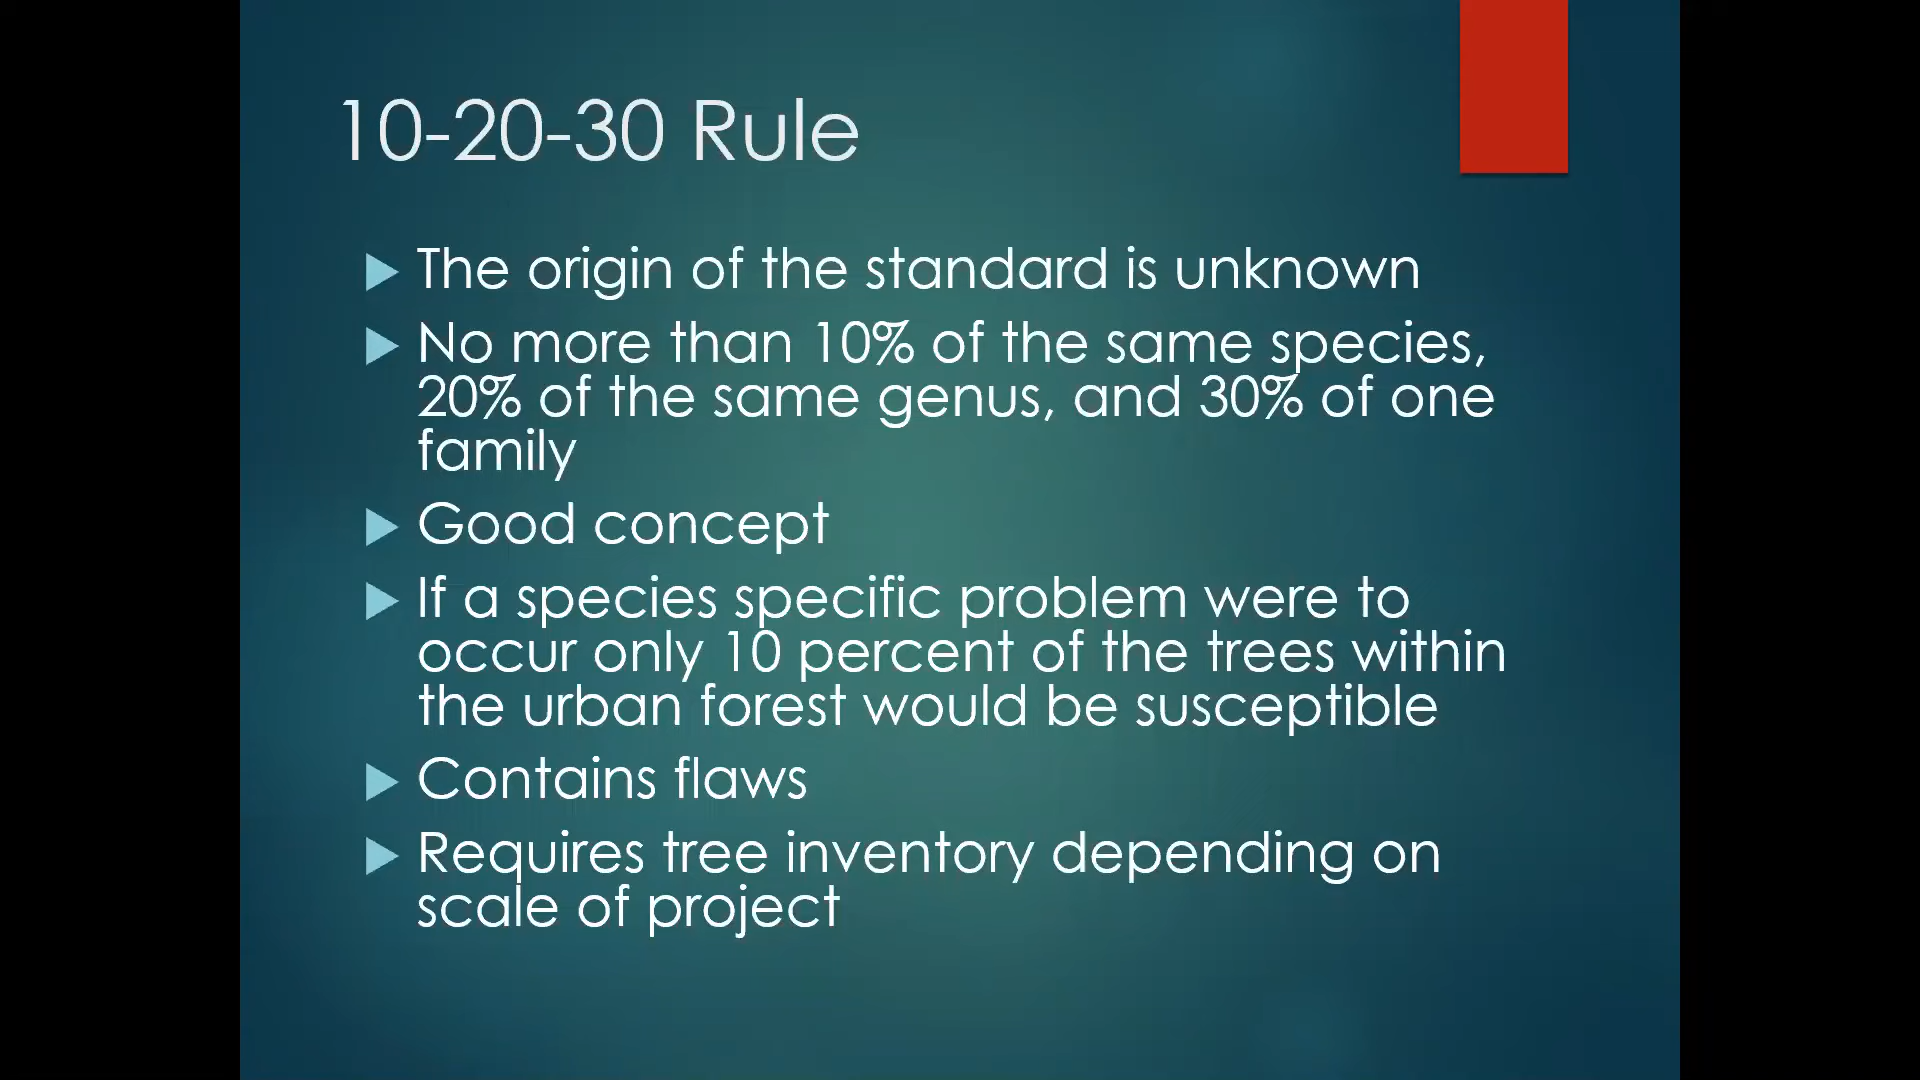 10-20-30 Rule
The origin of the standard is unknown
No more than 10% of the same species,
20% of the same genus, and 30% of one
family
Good concept
If a species specific problem were to
occur only 10 percent of the trees within
the urban forest would be susceptible
Contains flaws
Requires tree inventory depending on
scale of project